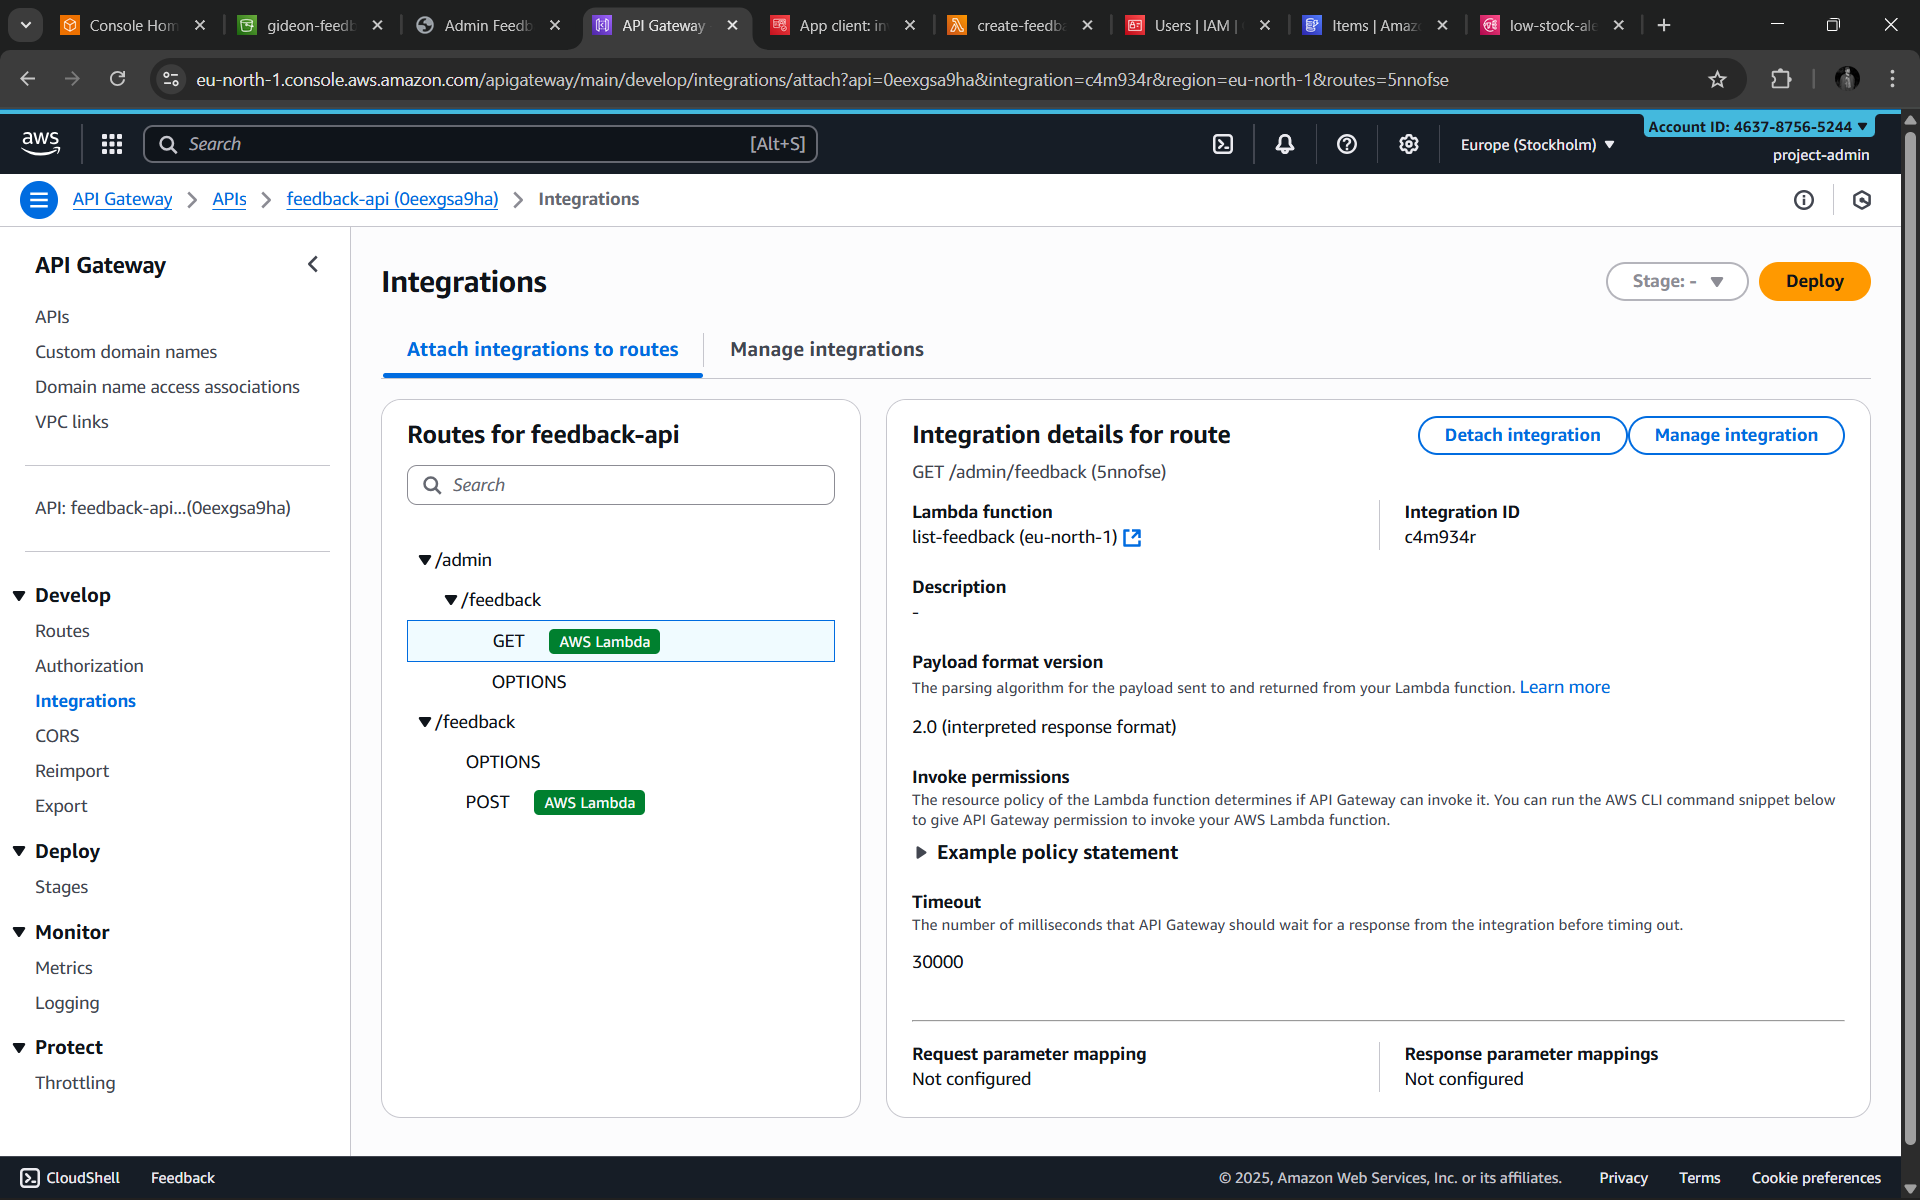 Console Hom
gideon-feedb
Admin Feedb
API Gateway
App client: in
create-feedba
Users | IAM |
Items | Amaz
low-stock-ale
eu-north-1.console.aws.amazon.com/apigateway/main/develop/integrations/attach?api=0eexgsa9ha&integration=c4m934r&region=eu-north-1&routes=5nnofse
aws
Search
[Alt+S]
Europe (Stockholm)
Account ID: 4637-8756-5244
project-admin
API Gateway
APIs
feedback-api (0eexgsa9ha)
Integrations
API Gateway
APIs
Custom domain names
Domain name access associations
VPC links
API: feedback-api...(0eexgsa9ha)
Develop
Routes
Authorization
Integrations
CORS
Reimport
Export
Deploy
Stages
Monitor
Metrics
Logging
Protect
Throttling
Integrations
Stage: -
Deploy
Attach integrations to routes
Manage integrations
Routes for feedback-api
Search
/admin
/feedback
GET AWS Lambda
OPTIONS
/feedback
OPTIONS
POST AWS Lambda
Integration details for route
Detach integration
Manage integration
GET /admin/feedback (5nnofse)
Lambda function
list-feedback (eu-north-1)
Integration ID
c4m934r
Description
-
Payload format version
The parsing algorithm for the payload sent to and returned from your Lambda function. Learn more
2.0 (interpreted response format)
Invoke permissions
The resource policy of the Lambda function determines if API Gateway can invoke it. You can run the AWS CLI command snippet below
to give API Gateway permission to invoke your AWS Lambda function.
Example policy statement
Timeout
The number of milliseconds that API Gateway should wait for a response from the integration before timing out.
30000
Request parameter mapping
Not configured
Response parameter mappings
Not configured
CloudShell
Feedback
© 2025, Amazon Web Services, Inc. or its affiliates.
Privacy
Terms
Cookie preferences